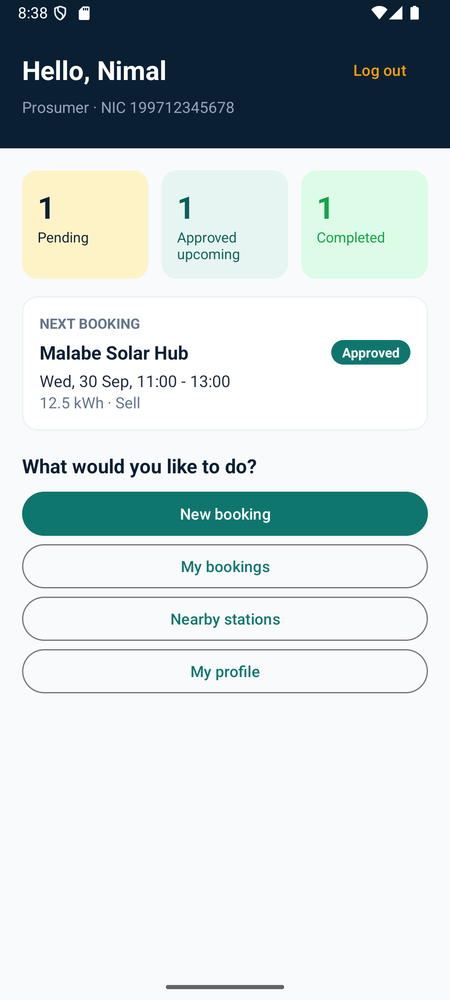 8:38
Hello, Nimal
Log out
Prosumer · NIC 199712345678
1
Pending
1
Approved
upcoming
1
Completed
NEXT BOOKING
Malabe Solar Hub
Approved
Wed, 30 Sep, 11:00 - 13:00
12.5 kWh · Sell
What would you like to do?
New booking
My bookings
Nearby stations
My profile